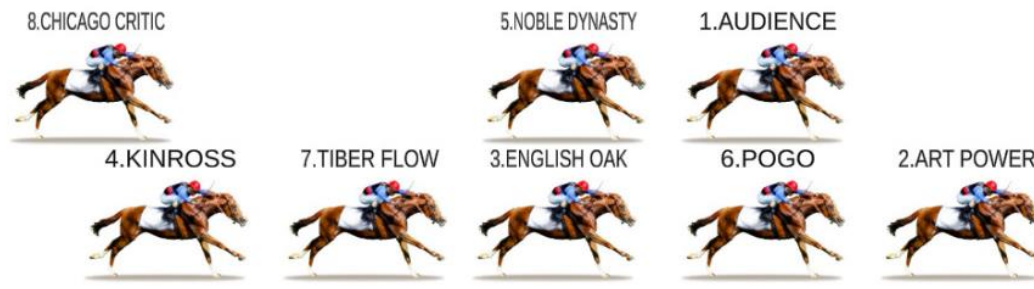 8.CHICAGO CRITIC 5.NOBLE DYNASTY 1.AUDIENCE
4.KINROSS 7.TIBER FLOW 3.ENGLISH OAK 6.POGO 2.ART POWER